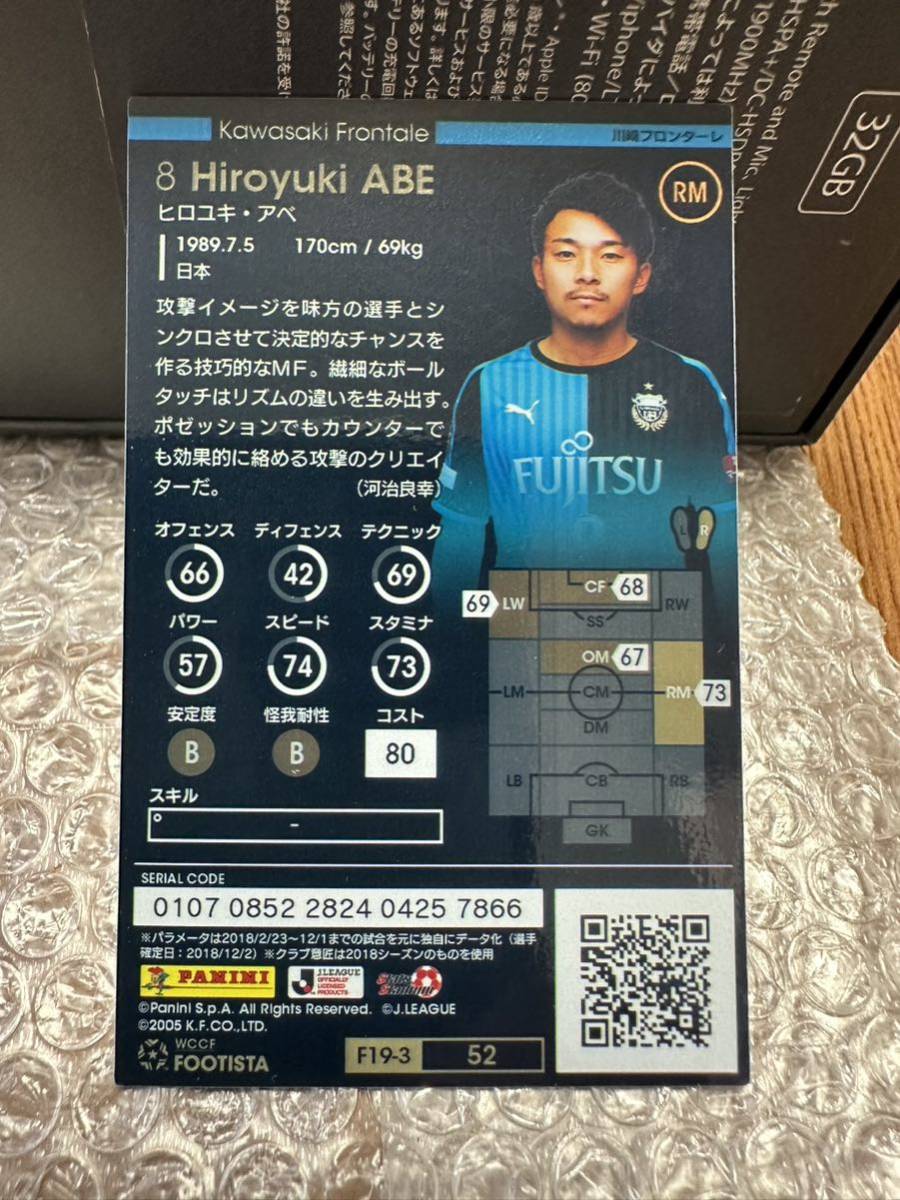 32GB
Kawasaki Frontale
川崎フロンターレ
8 Hiroyuki ABE
RM
ヒロユキ・アベ
1989.7.5 170cm / 69kg
日本
攻撃イメージを味方の選手とシ
ンクロさせて決定的なチャンスを
作る技巧的なMF。繊細なボール
タッチはリズムの違いを生み出す。
ポゼッションでもカウンターで
も効果的に絡める攻撃のクリエイ
ターだ。 (河治良幸)
FUJITSU
L R
オフェンス ディフェンス テクニック
66 42 69
パワー スピード スタミナ
57 74 73
安定度 怪我耐性 コスト
B B 80
スキル
-
CF 68
69 LW RW
SS
OM 67
LM CM RM 73
DM
LB CB RB
GK
SERIAL CODE
0107 0852 2824 0425 7866
※パラメータは2018/2/23~12/1までの試合を元に独自にデータ化(選手
確定日:2018/12/2) ※クラブ意匠は2018シーズンのものを使用
PANINI
J.LEAGUE
OFFICIALLY
LICENSED
PRODUCTS
©Panini S.p.A. All Rights Reserved. ©J.LEAGUE
©2005 K.F.CO.,LTD.
WCCF
FOOTISTA
F19-3 52